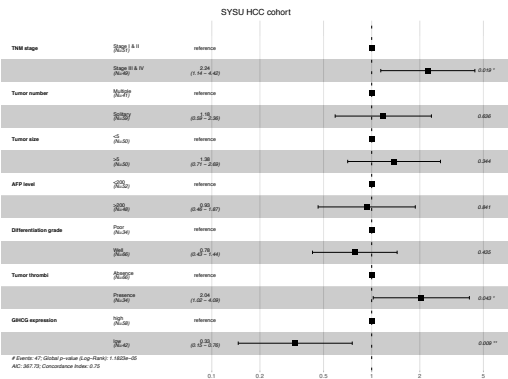 SYSU HCC cohort
TNM stage Stage I & II reference
(N=51)
Stage III & IV 2.24 0.019 *
(N=49) (1.14 – 4.42)
Tumor number Multiple reference
(N=41)
Solitary 1.18 0.636
(N=59) (0.59 – 2.36)
Tumor size <5 reference
(N=50)
>5 1.38 0.344
(N=50) (0.71 – 2.69)
AFP level <200 reference
(N=52)
>200 0.93 0.841
(N=48) (0.46 – 1.87)
Differentiation grade Poor reference
(N=34)
Well 0.78 0.435
(N=66) (0.43 – 1.44)
Tumor thrombi Absence reference
(N=66)
Presence 2.04 0.043 *
(N=34) (1.02 – 4.09)
GIHCG expression high reference
(N=58)
low 0.33 0.009 **
(N=42) (0.15 – 0.76)
# Events: 47; Global p-value (Log-Rank): 1.1823e-05
AIC: 367.73; Concordance Index: 0.75
0.1 0.2 0.5 1 2 5